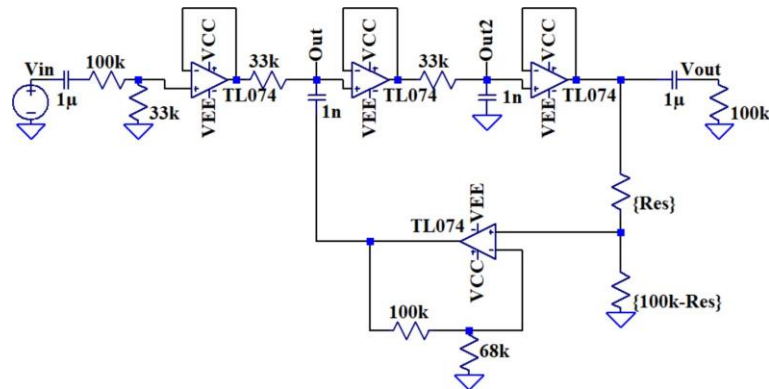 Vin
1µ
100k
33k
VCC
VEE
TL074
33k
Out
1n
VCC
VEE
TL074
33k
Out2
1n
VCC
VEE
TL074
1µ
Vout
100k
{Res}
{100k-Res}
TL074
VEE
VCC
100k
68k